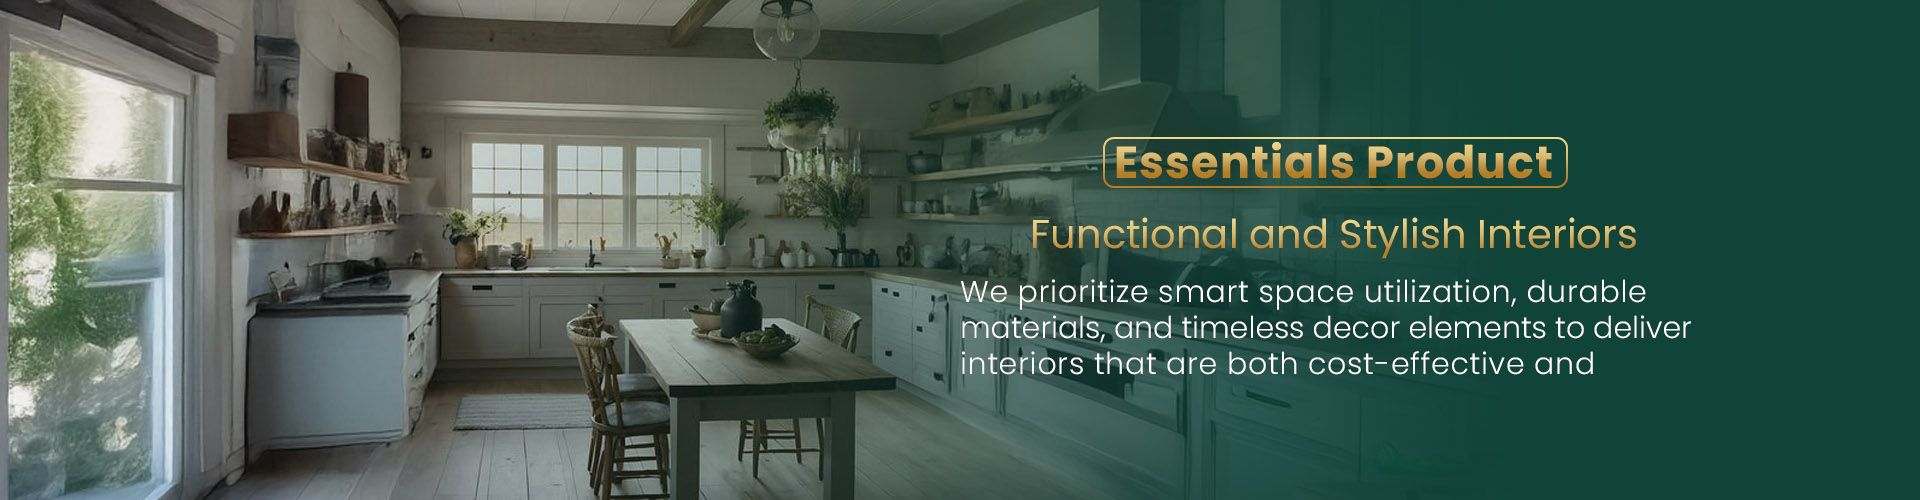 Essentials Product
Functional and Stylish Interiors
We prioritize smart space utilization, durable
materials, and timeless decor elements to deliver
interiors that are both cost-effective and